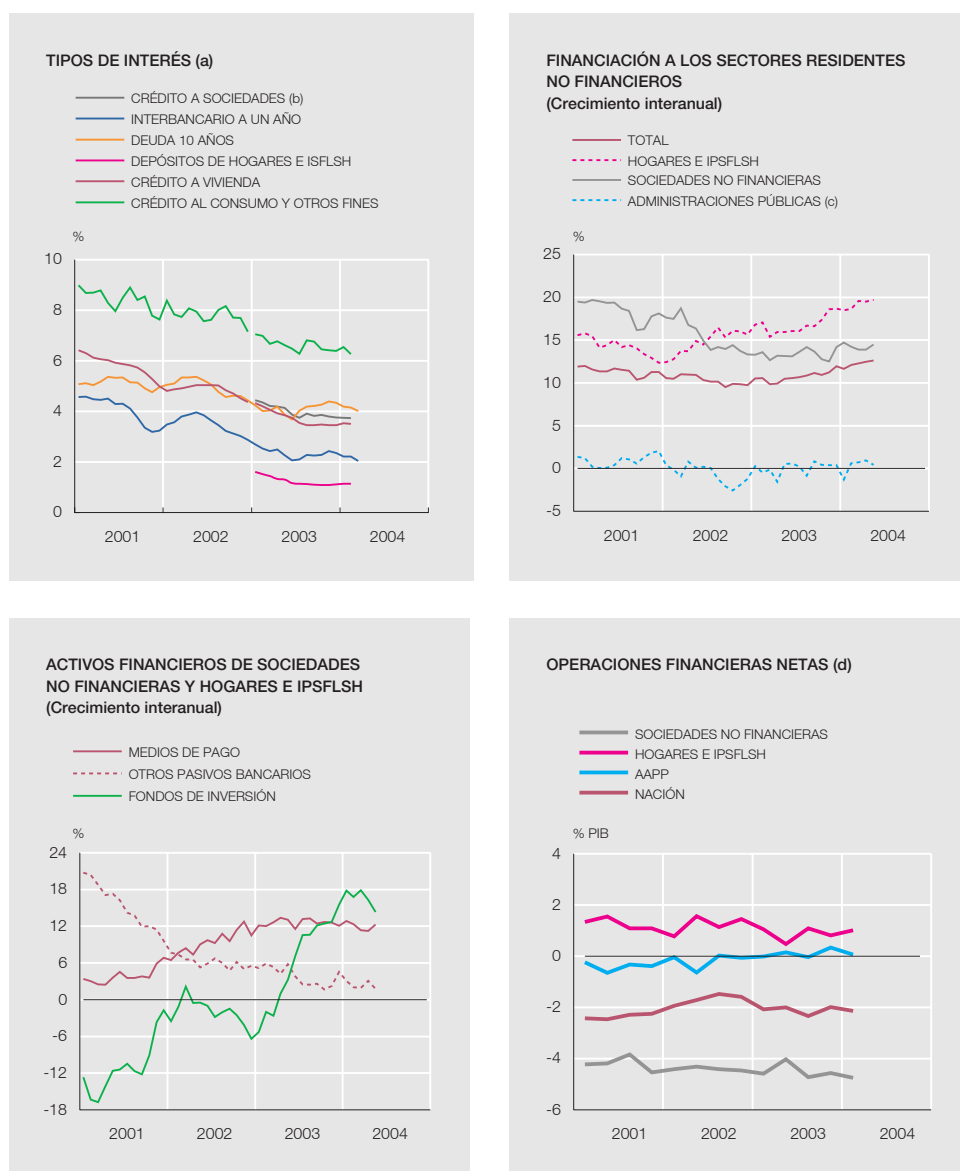 TIPOS DE INTERÉS (a)
CRÉDITO A SOCIEDADES (b)
INTERBANCARIO A UN AÑO
DEUDA 10 AÑOS
DEPÓSITOS DE HOGARES E ISFLSH
CRÉDITO A VIVIENDA
CRÉDITO AL CONSUMO Y OTROS FINES
%
10
8
6
4
2
0
2001 2002 2003 2004
FINANCIACIÓN A LOS SECTORES RESIDENTES
NO FINANCIEROS
(Crecimiento interanual)
TOTAL
HOGARES E IPSFLSH
SOCIEDADES NO FINANCIERAS
ADMINISTRACIONES PÚBLICAS (c)
%
25
20
15
10
5
0
-5
2001 2002 2003 2004
ACTIVOS FINANCIEROS DE SOCIEDADES
NO FINANCIERAS Y HOGARES E IPSFLSH
(Crecimiento interanual)
MEDIOS DE PAGO
OTROS PASIVOS BANCARIOS
FONDOS DE INVERSIÓN
%
24
18
12
6
0
-6
-12
-18
2001 2002 2003 2004
OPERACIONES FINANCIERAS NETAS (d)
SOCIEDADES NO FINANCIERAS
HOGARES E IPSFLSH
AAPP
NACIÓN
% PIB
4
2
0
-2
-4
-6
2001 2002 2003 2004